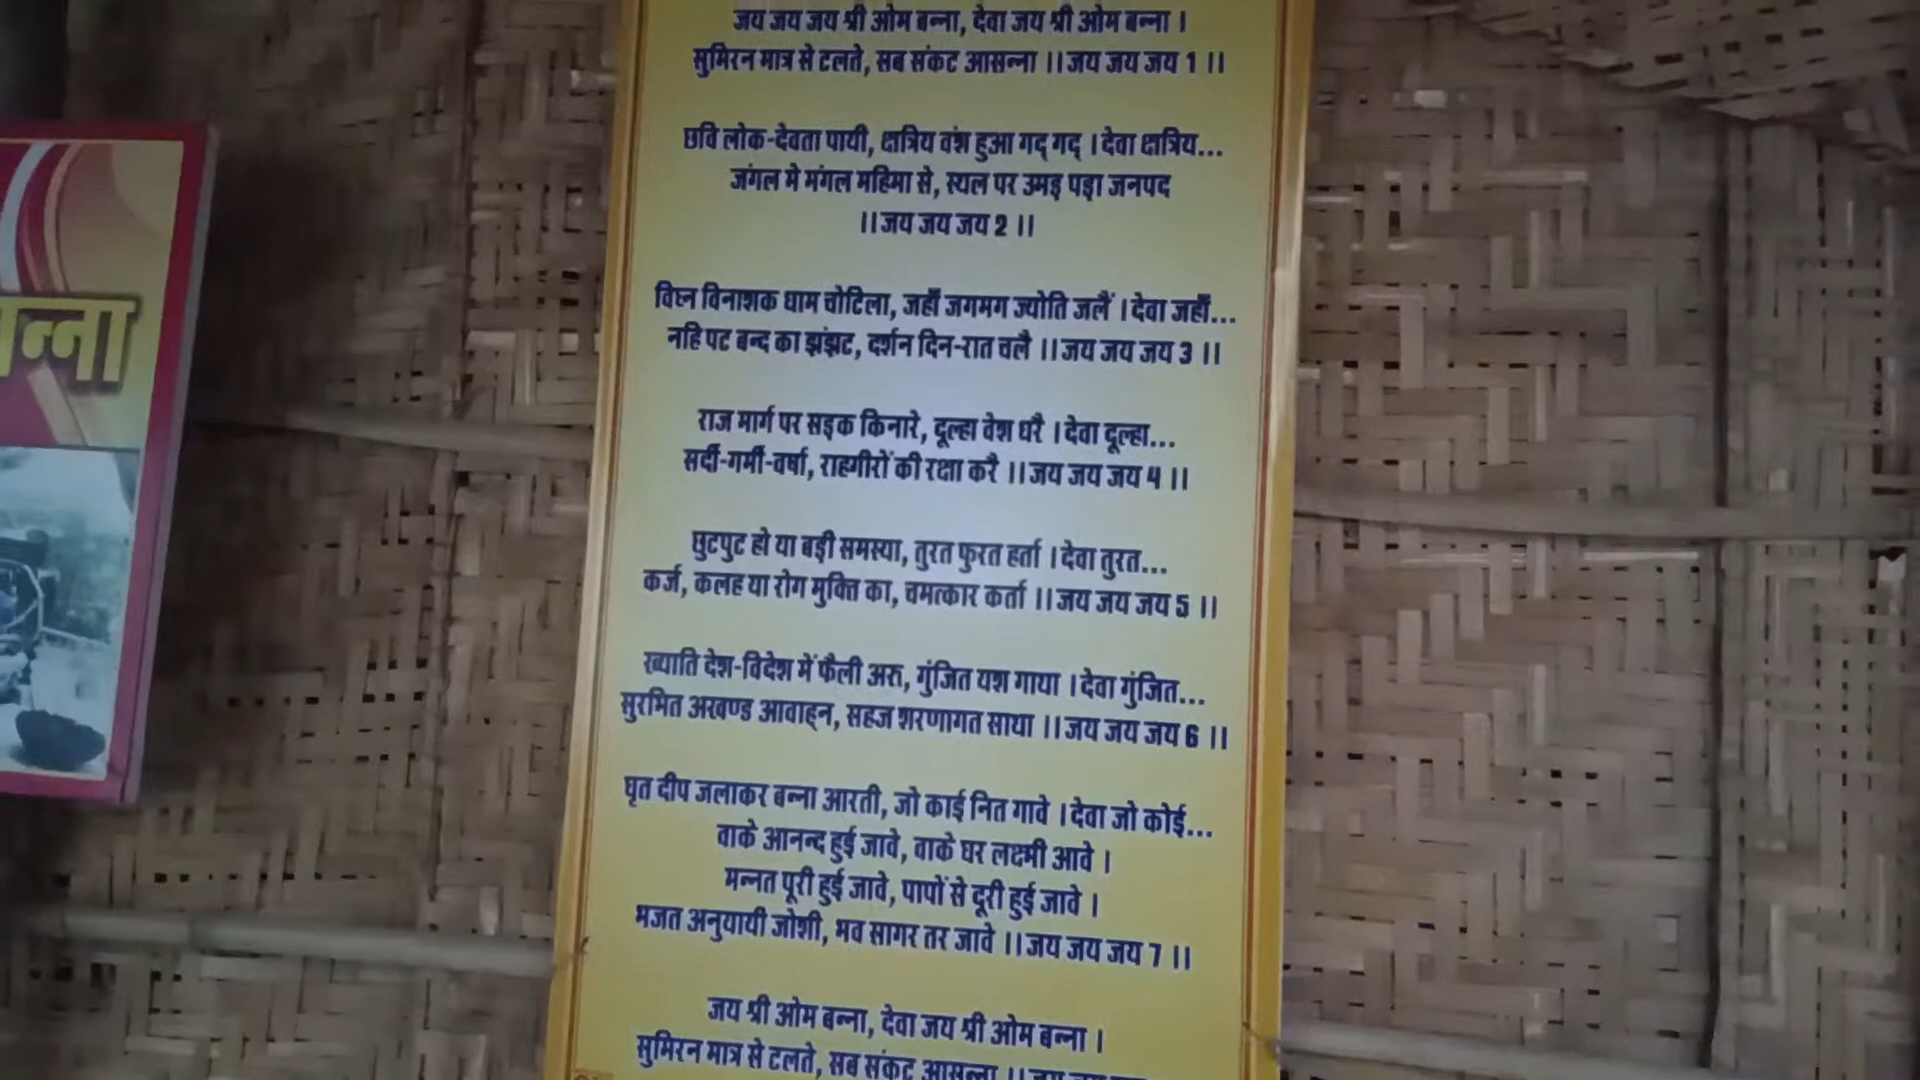 जय जय जय श्री ओम बन्ना, देवा जय श्री ओम बन्ना ।
सुमिरन मात्र से टलते, सब संकट आसन्ना ।। जय जय जय 1 ।।
छवि लोक-देवता पायी, क्षत्रिय वंश हुआ गद् गद् । देवा क्षत्रिय...
जंगल मे मंगल महिमा से, स्थल पर उमड़ पड़ा जनपद
।। जय जय जय 2 ।।
विघ्न विनाशक धाम चोटिला, जहाँ जगमग ज्योति जलैं । देवा जहाँ...
नहि पट बन्द का झंझट, दर्शन दिन-रात चलै ।। जय जय जय 3 ।।
राज मार्ग पर सड़क किनारे, दूल्हा वेश धरै । देवा दूल्हा...
सर्दी-गर्मी-वर्षा, राहगीरों की रक्षा करै ।। जय जय जय 4 ।।
छुटपुट हो या बड़ी समस्या, तुरत फुरत हर्ता । देवा तुरत...
कर्ज, कलह या रोग मुक्ति का, चमत्कार कर्ता ।। जय जय जय 5 ।।
ख्याति देश-विदेश में फैली अरू, गुंजित यश गाया । देवा गुंजित...
सुरभित अखण्ड आवाह्न, सहज शरणागत साया ।। जय जय जय 6 ।।
घृत दीप जलाकर बन्ना आरती, जो काई नित गावे । देवा जो कोई...
वाके आनन्द हुई जावे, वाके घर लक्ष्मी आवे ।
मन्नत पूरी हुई जावे, पापों से दूरी हुई जावे ।
भजत अनुयायी जोशी, भव सागर तर जावे ।। जय जय जय 7 ।।
जय श्री ओम बन्ना, देवा जय श्री ओम बन्ना ।
सुमिरन मात्र से टलते, सब संकट आसन्ना ।।
न्ना